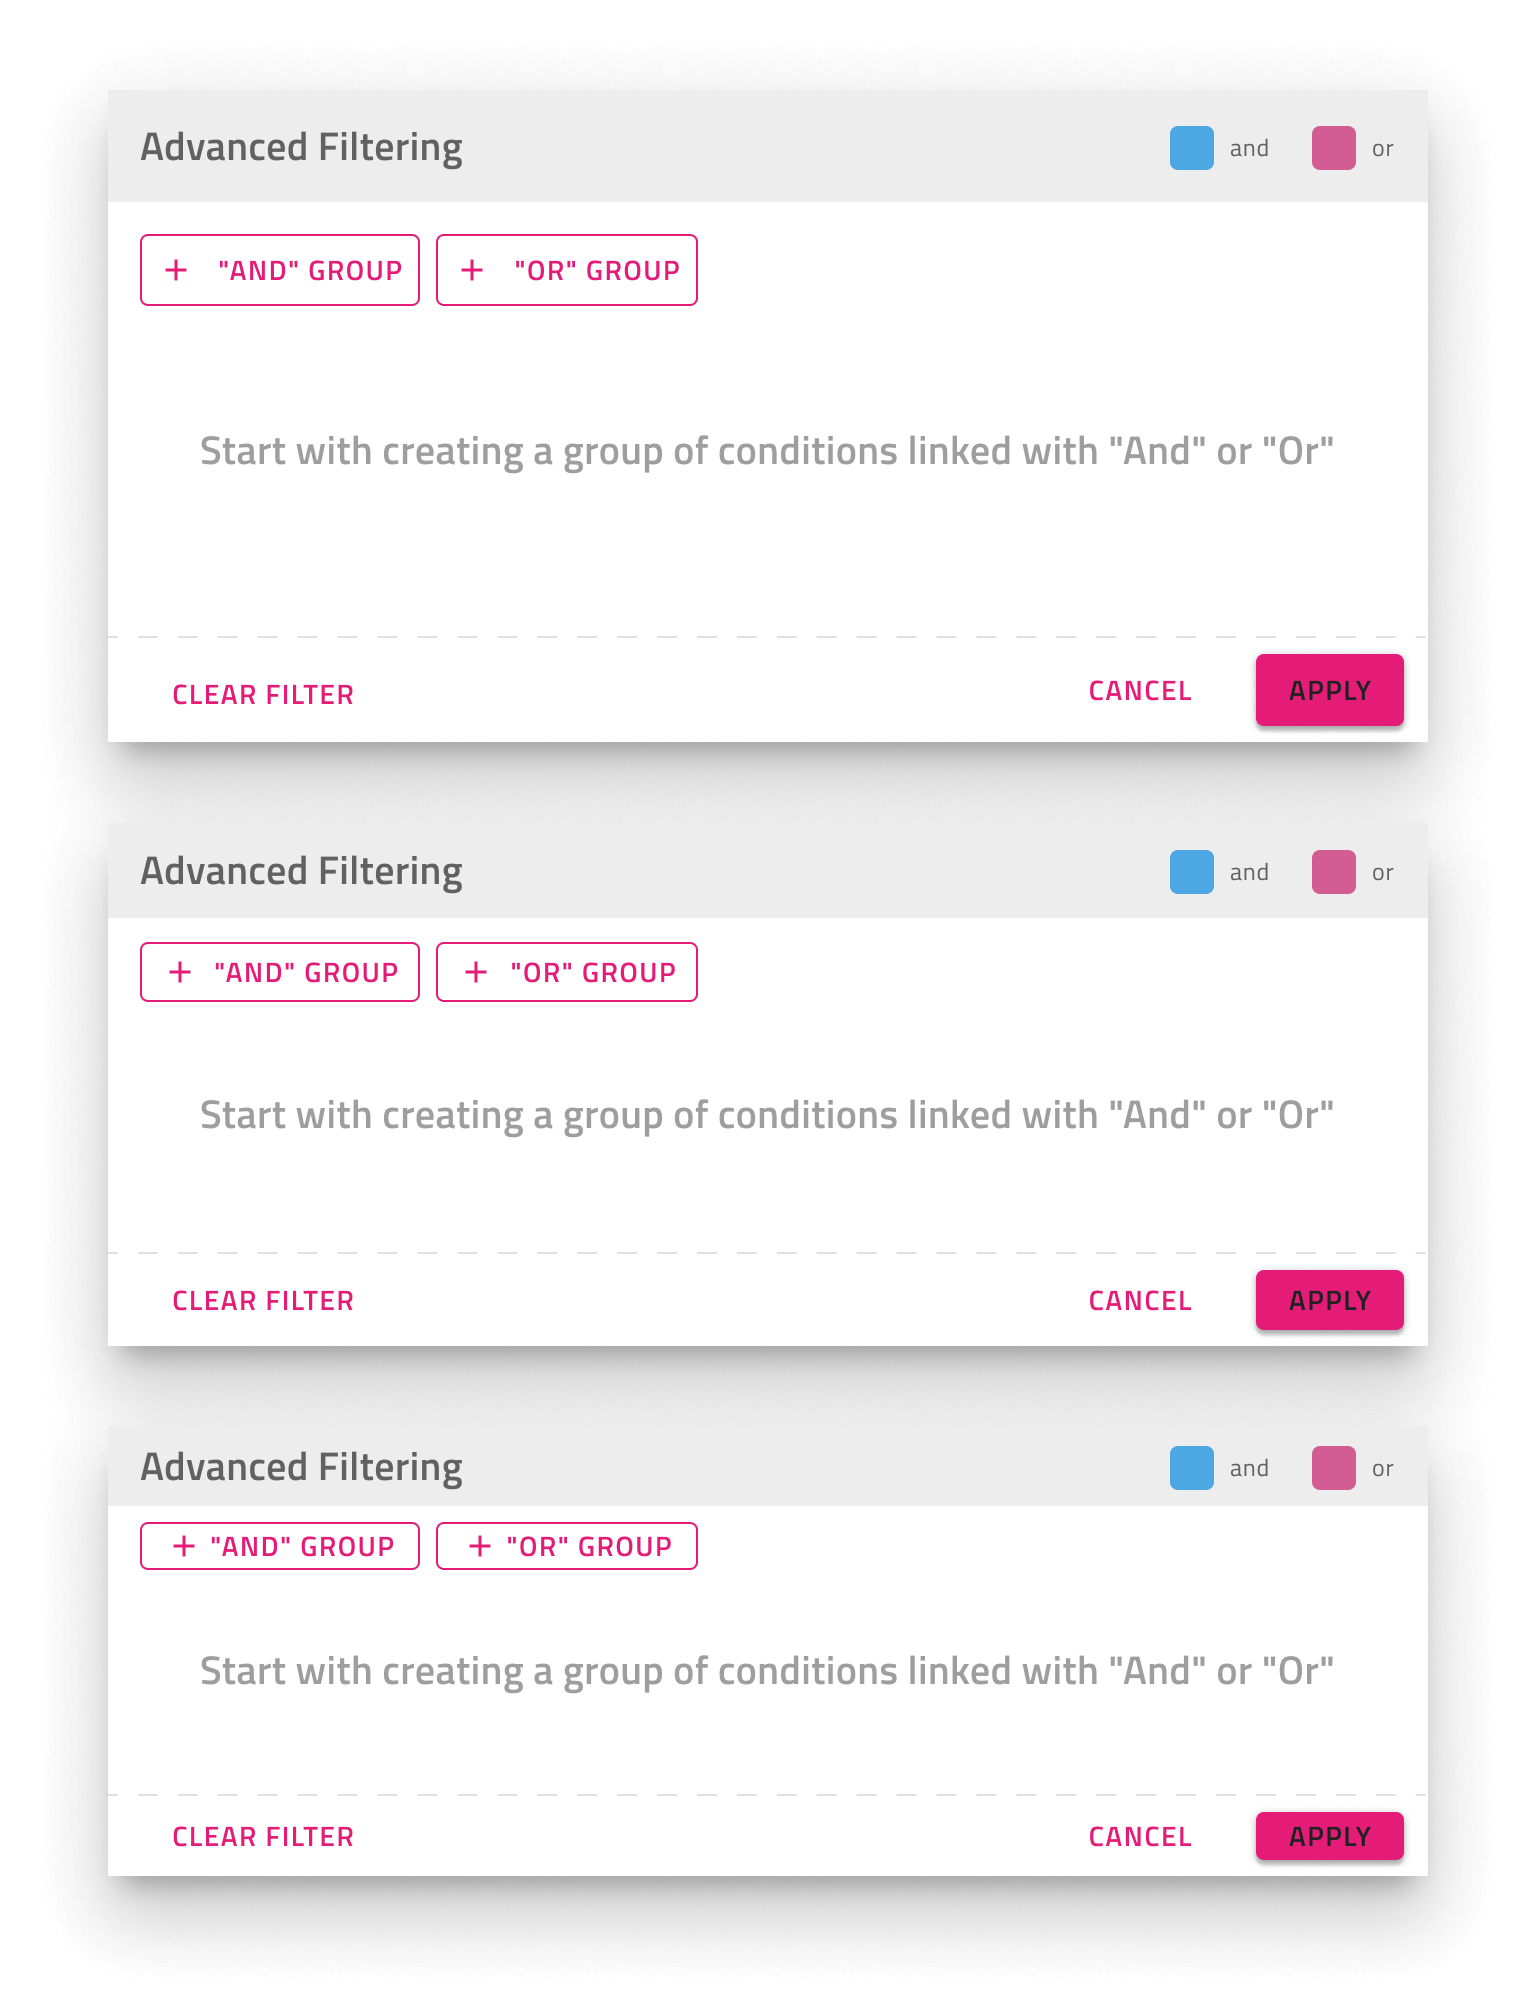 Advanced Filtering and or
+ "AND" GROUP + "OR" GROUP
Start with creating a group of conditions linked with "And" or "Or"
CLEAR FILTER CANCEL APPLY
Advanced Filtering and or
+ "AND" GROUP + "OR" GROUP
Start with creating a group of conditions linked with "And" or "Or"
CLEAR FILTER CANCEL APPLY
Advanced Filtering and or
+ "AND" GROUP + "OR" GROUP
Start with creating a group of conditions linked with "And" or "Or"
CLEAR FILTER CANCEL APPLY